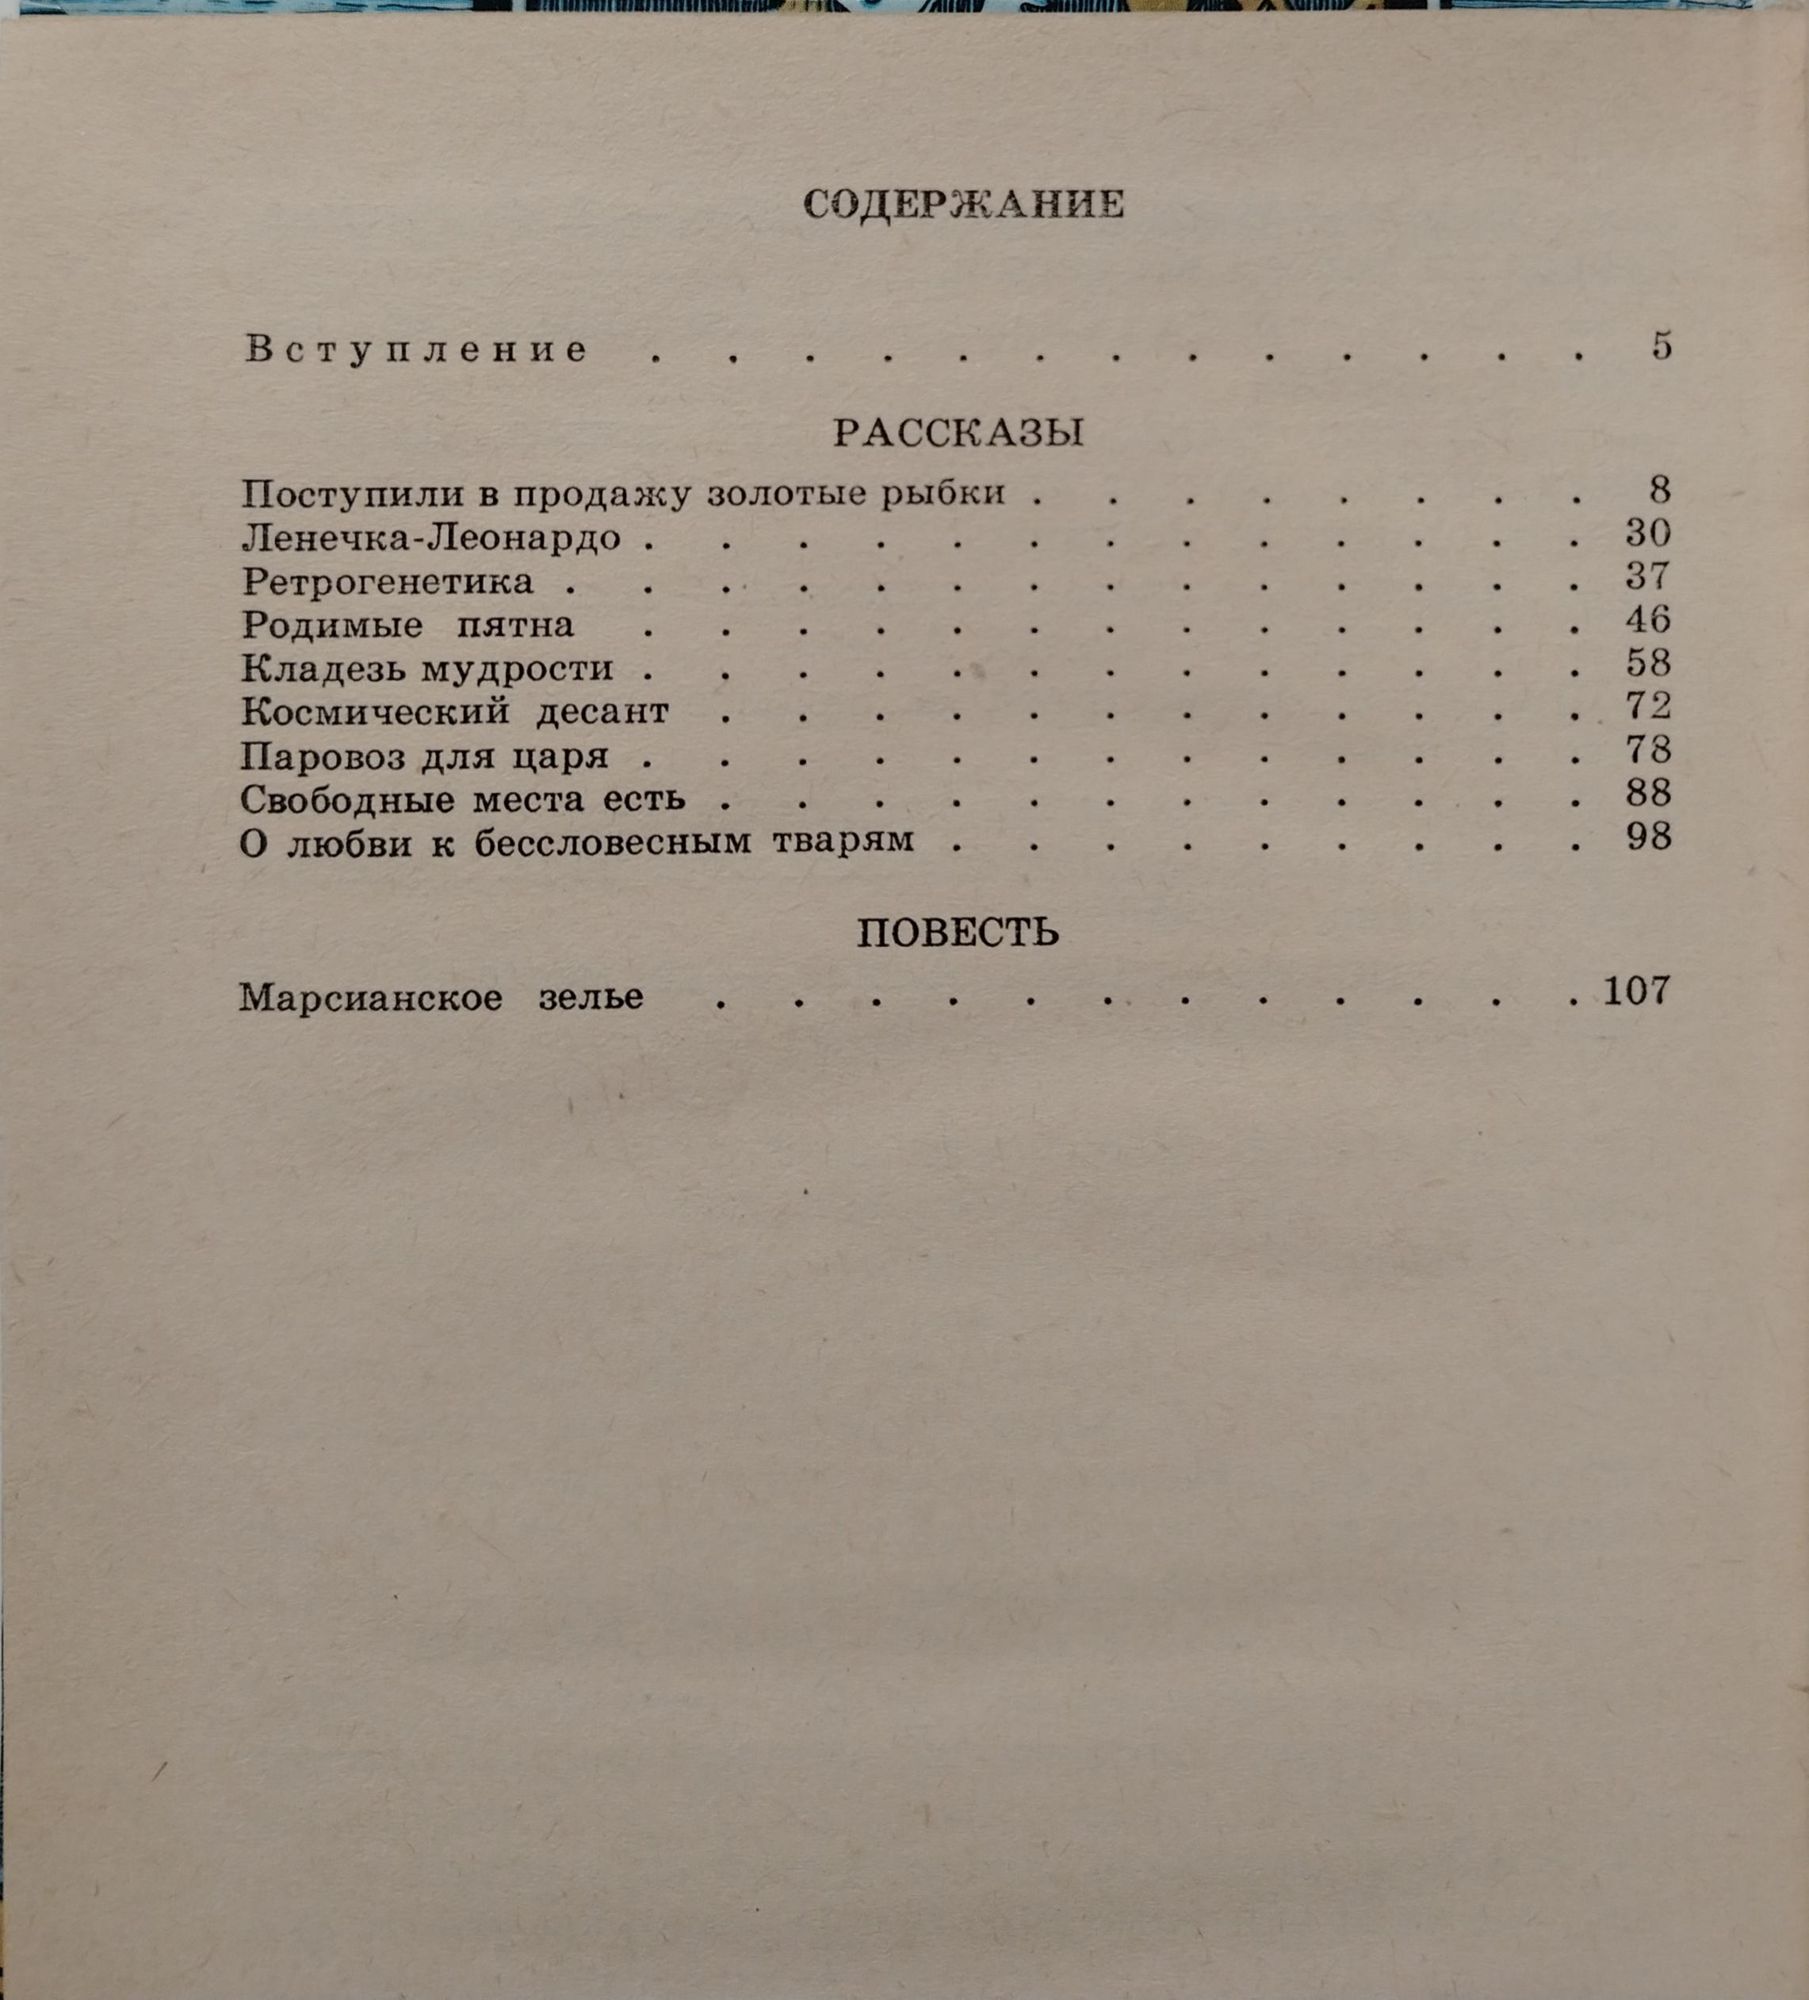 СОДЕРЖАНИЕ
Вступление . . . . . . . . . . . . . 5
РАССКАЗЫ
Поступили в продажу золотые рыбки . . . . . . . . 8
Ленечка-Леонардо . . . . . . . . . . . . . 30
Ретрогенетика . . . . . . . . . . . . . . 37
Родимые пятна . . . . . . . . . . . . . 46
Кладезь мудрости . . . . . . . . . . . . . 58
Космический десант . . . . . . . . . . . . 72
Паровоз для царя . . . . . . . . . . . . . 78
Свободные места есть . . . . . . . . . . . . 88
О любви к бессловесным тварям . . . . . . . . . 98
ПОВЕСТЬ
Марсианское зелье . . . . . . . . . . . . 107